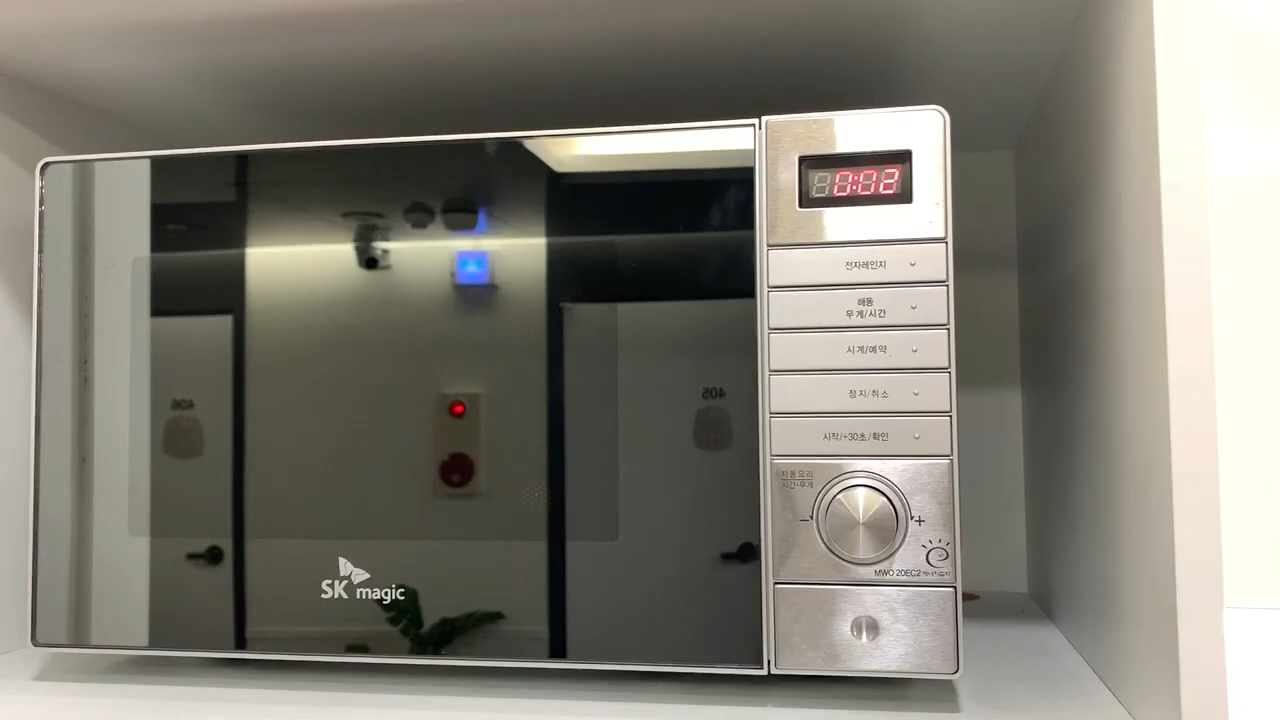 0:02
전자레인지
해동
무게/시간
시계/예약
정지/취소
시작/+30초/확인
자동요리
시간·무게
− +
MWO 20EC2
SK magic
406
405